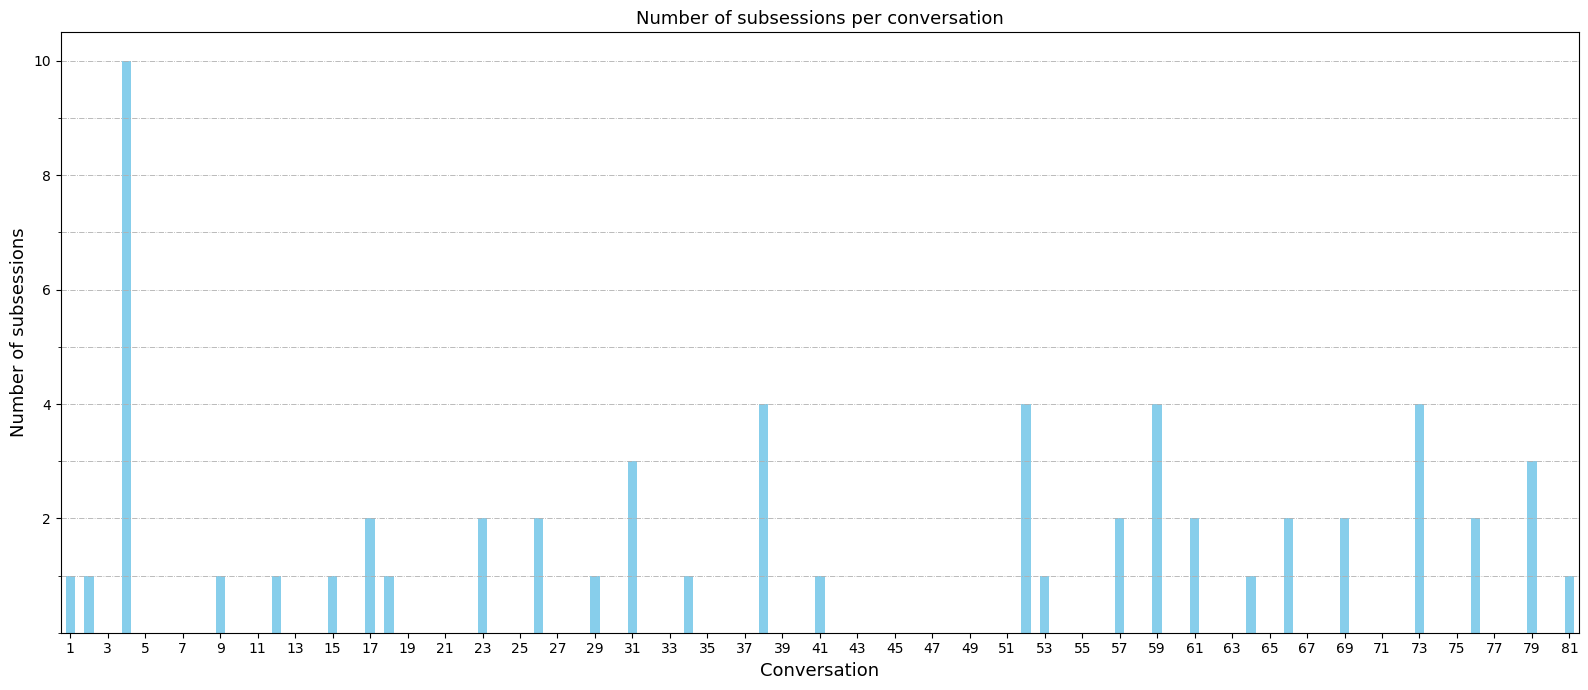 Number of subsessions per conversation
10
8
6
4
2
Number of subsessions
1 3 5 7 9 11 13 15 17 19 21 23 25 27 29 31 33 35 37 39 41 43 45 47 49 51 53 55 57 59 61 63 65 67 69 71 73 75 77 79 81
Conversation